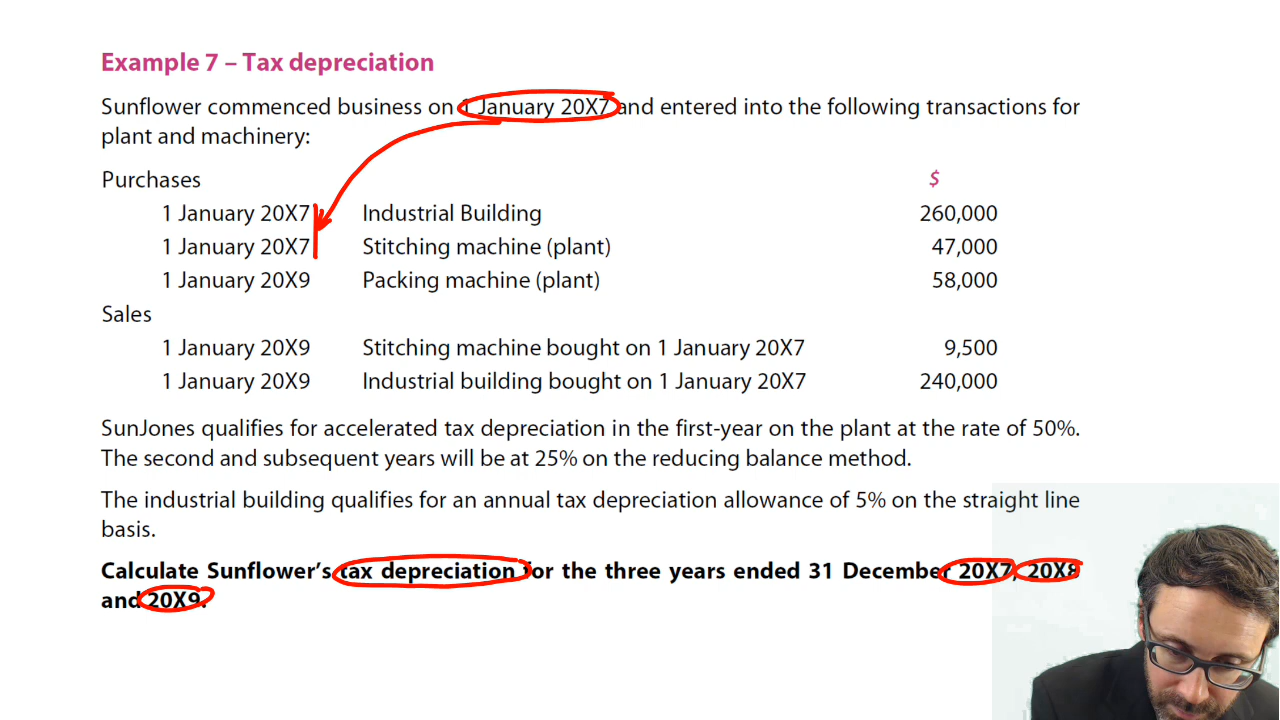 Example 7 – Tax depreciation
Sunflower commenced business on 1 January 20X7 and entered into the following transactions for
plant and machinery:
Purchases $
1 January 20X7 Industrial Building 260,000
1 January 20X7 Stitching machine (plant) 47,000
1 January 20X9 Packing machine (plant) 58,000
Sales
1 January 20X9 Stitching machine bought on 1 January 20X7 9,500
1 January 20X9 Industrial building bought on 1 January 20X7 240,000
SunJones qualifies for accelerated tax depreciation in the first-year on the plant at the rate of 50%.
The second and subsequent years will be at 25% on the reducing balance method.
The industrial building qualifies for an annual tax depreciation allowance of 5% on the straight line
basis.
Calculate Sunflower’s tax depreciation for the three years ended 31 December 20X7, 20X8
and 20X9.